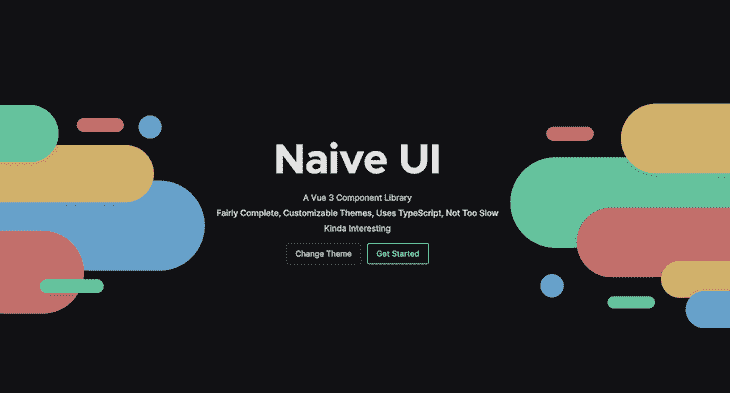 Naive UI
A Vue 3 Component Library
Fairly Complete, Customizable Themes, Uses TypeScript, Not Too Slow
Kinda Interesting
Change Theme Get Started